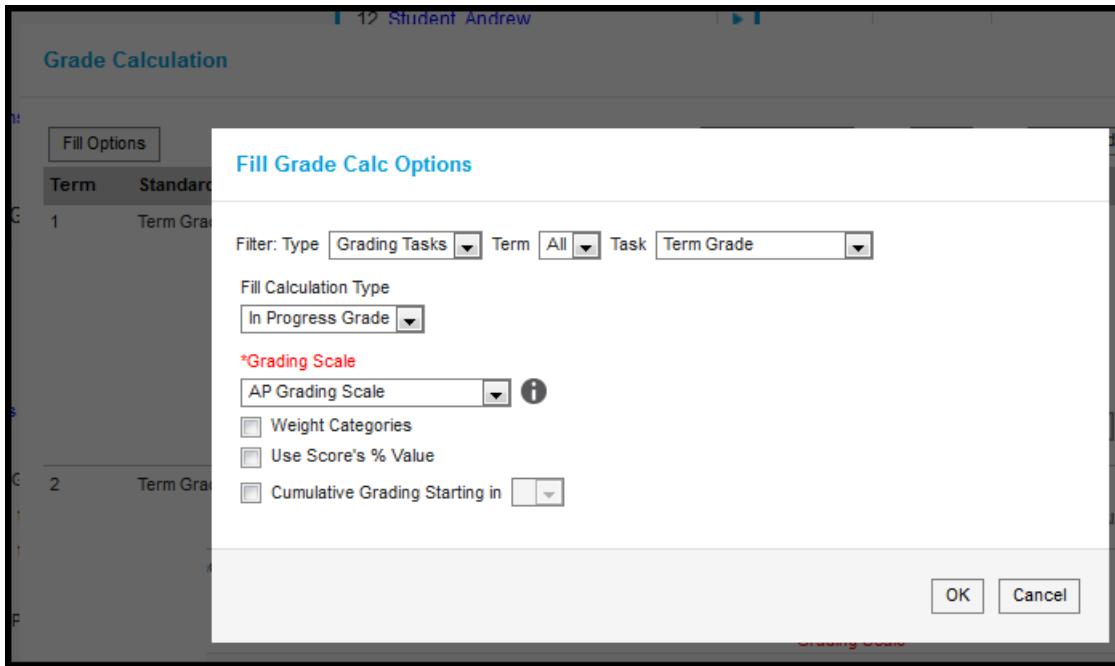 12 Student Andrew
Grade Calculation
Fill Options
Term Standard
1 Term Grad
Fill Grade Calc Options
Filter: Type Grading Tasks Term All Task Term Grade
Fill Calculation Type
In Progress Grade
*Grading Scale
AP Grading Scale
Weight Categories
Use Score's % Value
Cumulative Grading Starting in
2 Term Grad
OK Cancel
Grading Scale